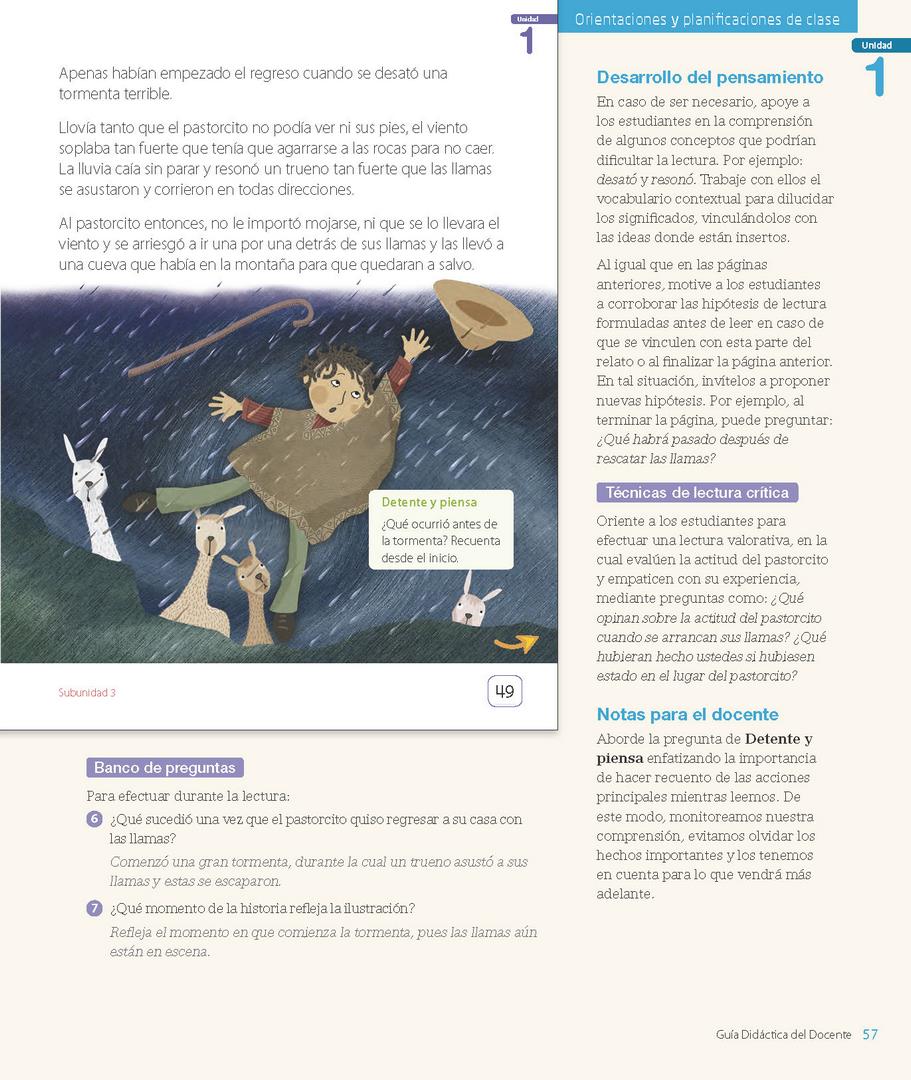 Unidad
1
Apenas habían empezado el regreso cuando se desató una
tormenta terrible.
Llovía tanto que el pastorcito no podía ver ni sus pies, el viento
soplaba tan fuerte que tenía que agarrarse a las rocas para no caer.
La lluvia caía sin parar y resonó un trueno tan fuerte que las llamas
se asustaron y corrieron en todas direcciones.
Al pastorcito entonces, no le importó mojarse, ni que se lo llevara el
viento y se arriesgó a ir una por una detrás de sus llamas y las llevó a
una cueva que había en la montaña para que quedaran a salvo.
Detente y piensa
¿Qué ocurrió antes de
la tormenta? Recuenta
desde el inicio.
Subunidad 3
49
Banco de preguntas
Para efectuar durante la lectura:
6 ¿Qué sucedió una vez que el pastorcito quiso regresar a su casa con
las llamas?
Comenzó una gran tormenta, durante la cual un trueno asustó a sus
llamas y estas se escaparon.
7 ¿Qué momento de la historia refleja la ilustración?
Refleja el momento en que comienza la tormenta, pues las llamas aún
están en escena.
Orientaciones y planificaciones de clase
Unidad
1
Desarrollo del pensamiento
En caso de ser necesario, apoye a
los estudiantes en la comprensión
de algunos conceptos que podrían
dificultar la lectura. Por ejemplo:
desató y resonó. Trabaje con ellos el
vocabulario contextual para dilucidar
los significados, vinculándolos con
las ideas donde están insertos.
Al igual que en las páginas
anteriores, motive a los estudiantes
a corroborar las hipótesis de lectura
formuladas antes de leer en caso de
que se vinculen con esta parte del
relato o al finalizar la página anterior.
En tal situación, invítelos a proponer
nuevas hipótesis. Por ejemplo, al
terminar la página, puede preguntar:
¿Qué habrá pasado después de
rescatar las llamas?
Técnicas de lectura crítica
Oriente a los estudiantes para
efectuar una lectura valorativa, en la
cual evalúen la actitud del pastorcito
y empaticen con su experiencia,
mediante preguntas como: ¿Qué
opinan sobre la actitud del pastorcito
cuando se arrancan sus llamas? ¿Qué
hubieran hecho ustedes si hubiesen
estado en el lugar del pastorcito?
Notas para el docente
Aborde la pregunta de Detente y
piensa enfatizando la importancia
de hacer recuento de las acciones
principales mientras leemos. De
este modo, monitoreamos nuestra
comprensión, evitamos olvidar los
hechos importantes y los tenemos
en cuenta para lo que vendrá más
adelante.
Guía Didáctica del Docente 57